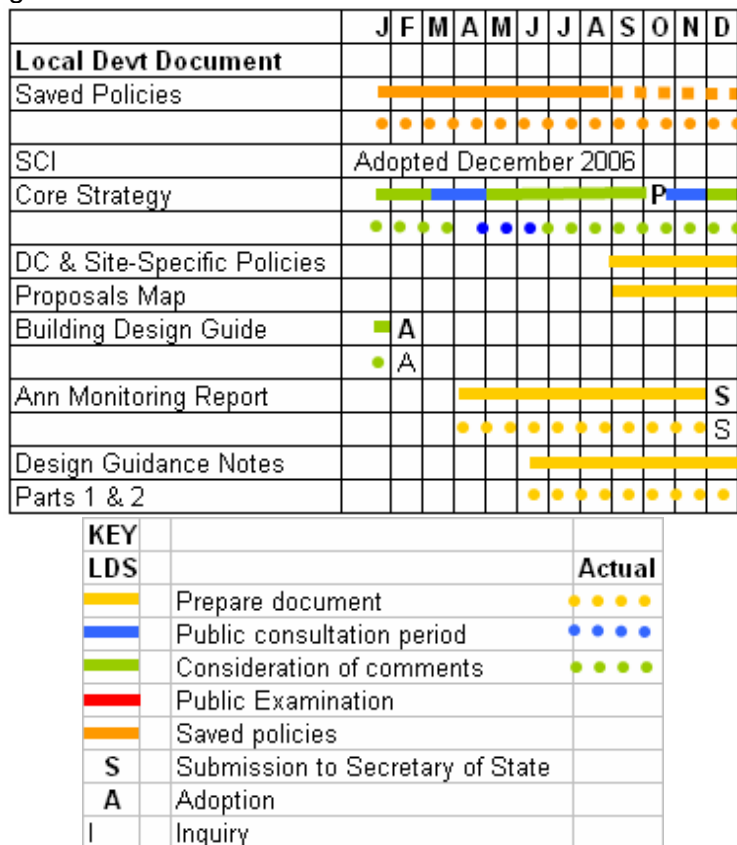 J F M A M J J A S O N D
Local Devt Document
Saved Policies
SCI Adopted December 2006
Core Strategy P
DC & Site-Specific Policies
Proposals Map
Building Design Guide A
A
Ann Monitoring Report S
S
Design Guidance Notes
Parts 1 & 2
KEY
LDS Actual
Prepare document
Public consultation period
Consideration of comments
Public Examination
Saved policies
S Submission to Secretary of State
A Adoption
I Inquiry